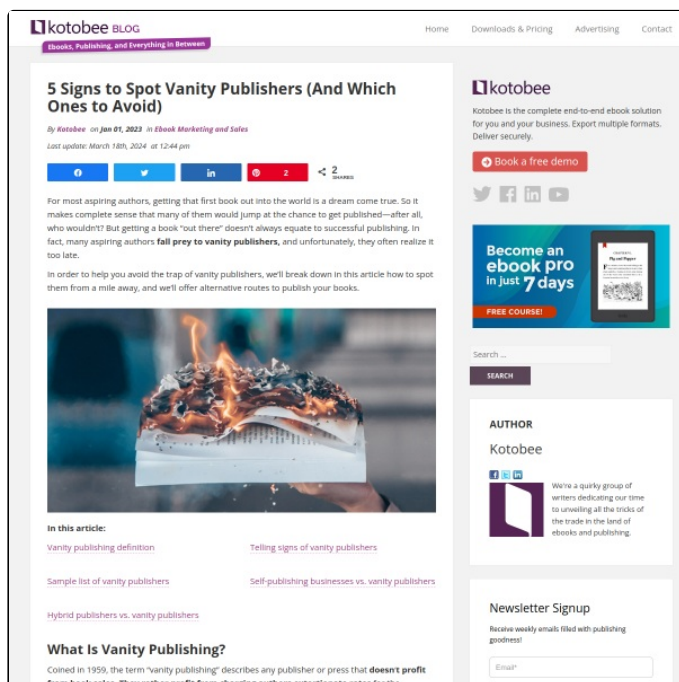 kotobee BLOG
Ebooks, Publishing, and Everything in Between
Home Downloads & Pricing Advertising Contact
5 Signs to Spot Vanity Publishers (And Which
Ones to Avoid)
By Kotobee on Jan 01, 2023 in Ebook Marketing and Sales
Last update: March 18th, 2024 at 12:44 pm
2
2
SHARES
For most aspiring authors, getting that first book out into the world is a dream come true. So it
makes complete sense that many of them would jump at the chance to get published—after all,
who wouldn't? But getting a book "out there" doesn't always equate to successful publishing. In
fact, many aspiring authors fall prey to vanity publishers, and unfortunately, they often realize it
too late.
In order to help you avoid the trap of vanity publishers, we'll break down in this article how to spot
them from a mile away, and we'll offer alternative routes to publish your books.
In this article:
Vanity publishing definition
Telling signs of vanity publishers
Sample list of vanity publishers
Self-publishing businesses vs. vanity publishers
Hybrid publishers vs. vanity publishers
What Is Vanity Publishing?
Coined in 1959, the term "vanity publishing" describes any publisher or press that doesn't profit
kotobee
Kotobee is the complete end-to-end ebook solution
for you and your business. Export multiple formats.
Deliver securely.
Book a free demo
Become an
ebook pro
in just 7 days
FREE COURSE!
Search ...
SEARCH
AUTHOR
Kotobee
We're a quirky group of
writers dedicating our time
to unveiling all the tricks of
the trade in the land of
ebooks and publishing.
Newsletter Signup
Receive weekly emails filled with publishing
goodness!
Email*